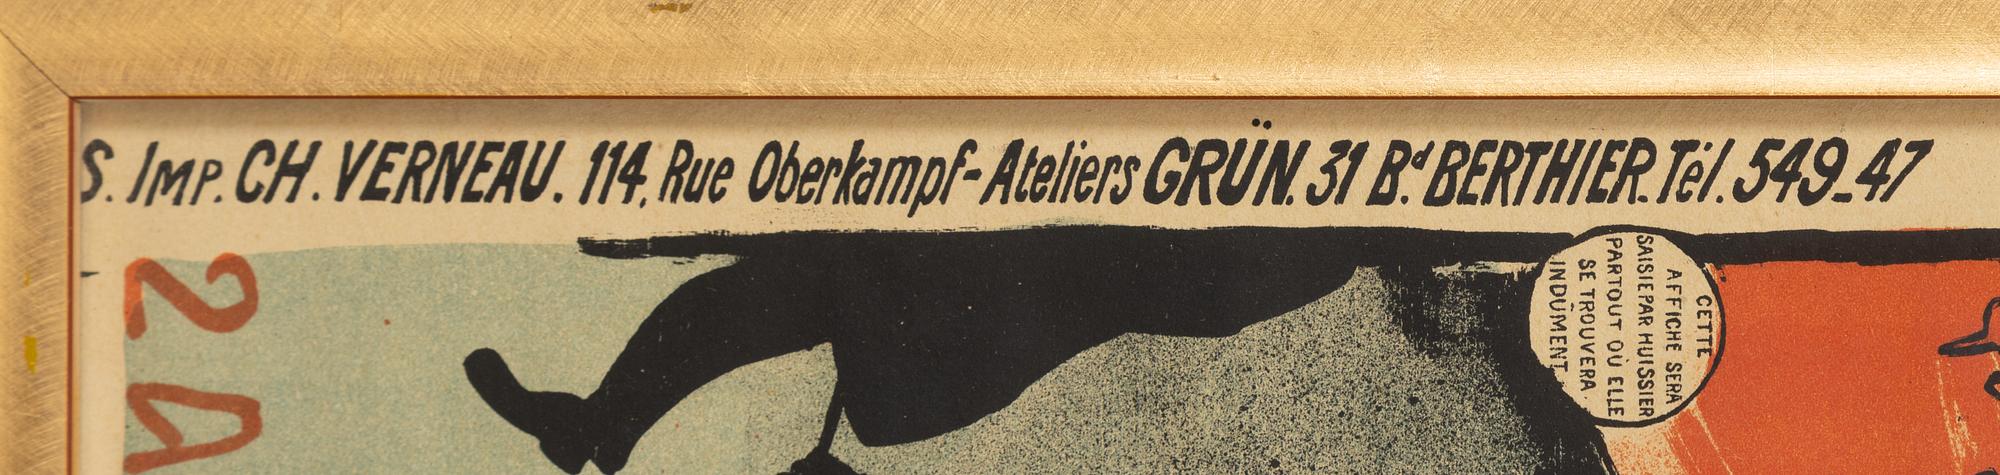 S. IMP. CH. VERNEAU. 114, Rue Oberkampf-Ateliers GRÜN. 31 Bd BERTHIER. Tél. 549_47
CETTE
AFFICHE SERA
SAISIE PAR HUISSIER
PARTOUT OÙ ELLE
SE TROUVERA
INDÛMENT.
2 A